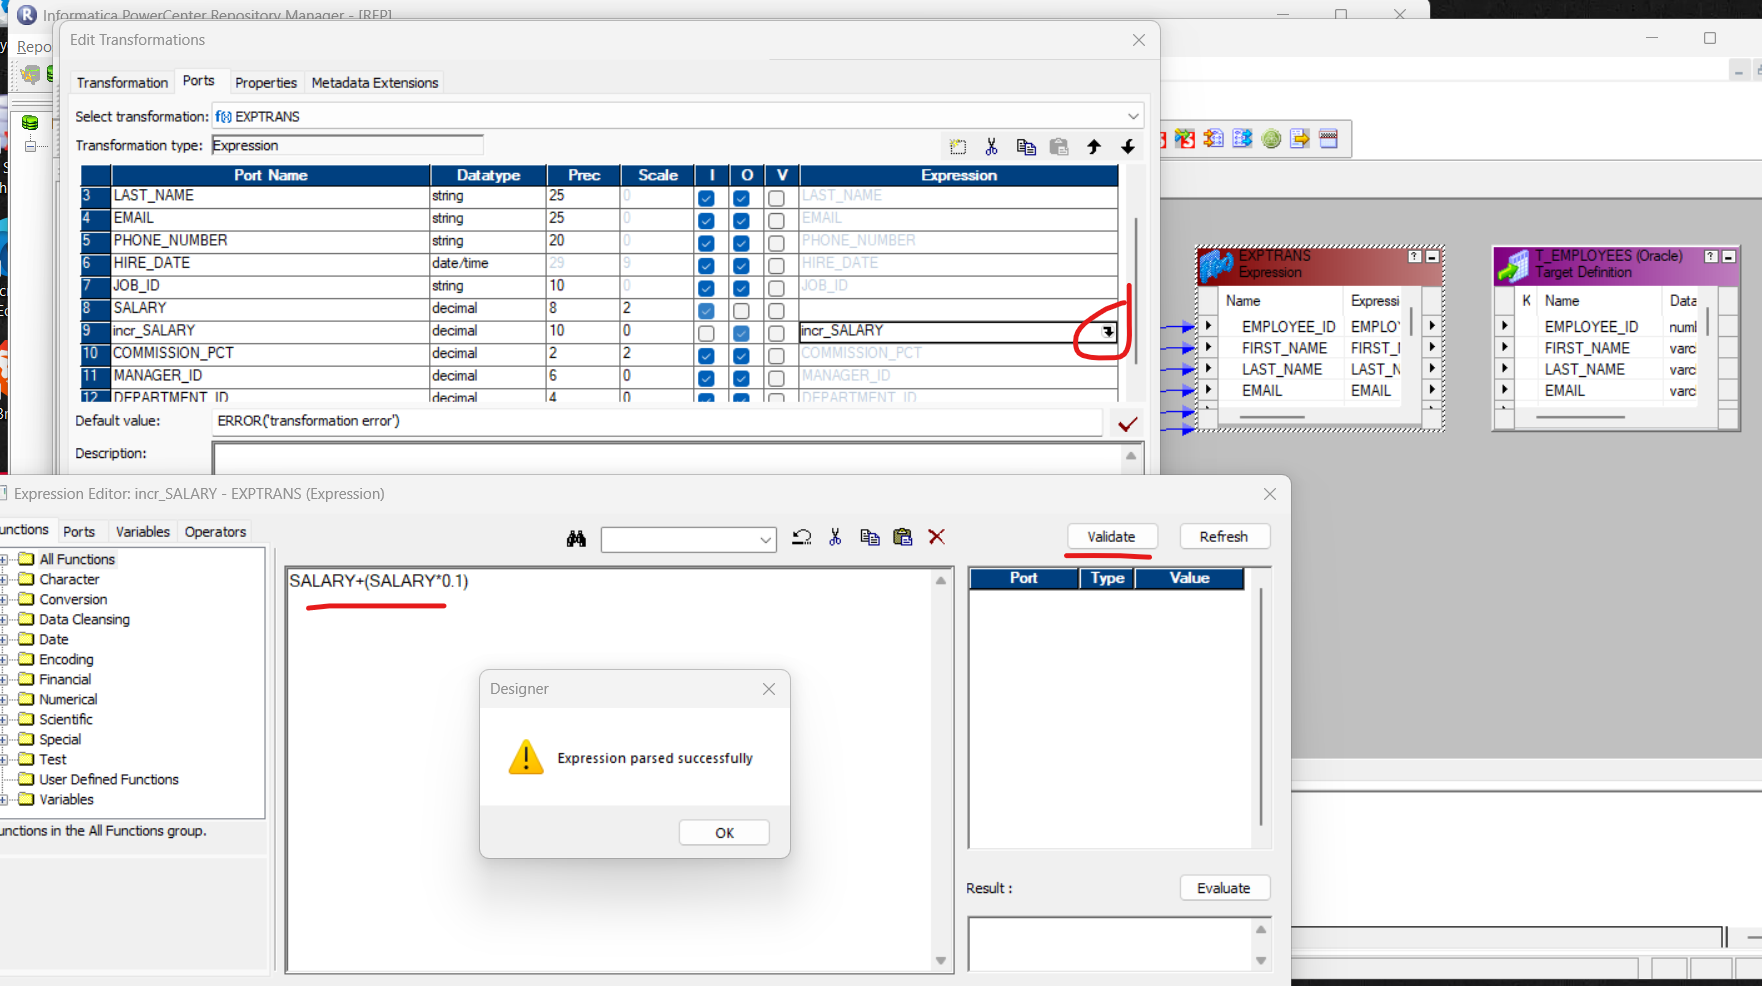 Informatica PowerCenter Repository Manager - [REP]
Repo
Edit Transformations
Transformation Ports Properties Metadata Extensions
Select transformation: f(x) EXPTRANS
Transformation type: Expression
Port Name Datatype Prec Scale I O V Expression
3 LAST_NAME string 25 0 LAST_NAME
4 EMAIL string 25 0 EMAIL
5 PHONE_NUMBER string 20 0 PHONE_NUMBER
6 HIRE_DATE date/time 29 9 HIRE_DATE
7 JOB_ID string 10 0 JOB_ID
8 SALARY decimal 8 2
9 incr_SALARY decimal 10 0 incr_SALARY
10 COMMISSION_PCT decimal 2 2 COMMISSION_PCT
11 MANAGER_ID decimal 6 0 MANAGER_ID
12 DEPARTMENT_ID decimal 4 0 DEPARTMENT_ID
Default value: ERROR('transformation error')
Description:
EXPTRANS
Expression
Name Expressi
EMPLOYEE_ID EMPLO
FIRST_NAME FIRST_N
LAST_NAME LAST_N
EMAIL EMAIL
T_EMPLOYEES (Oracle)
Target Definition
K Name Data
EMPLOYEE_ID num
FIRST_NAME varc
LAST_NAME varc
EMAIL varc
Expression Editor: incr_SALARY - EXPTRANS (Expression)
unctions Ports Variables Operators
Validate Refresh
All Functions
Character
Conversion
Data Cleansing
Date
Encoding
Financial
Numerical
Scientific
Special
Test
User Defined Functions
Variables
unctions in the All Functions group.
SALARY+(SALARY*0.1)
Port Type Value
Designer
Expression parsed successfully
OK
Result :
Evaluate